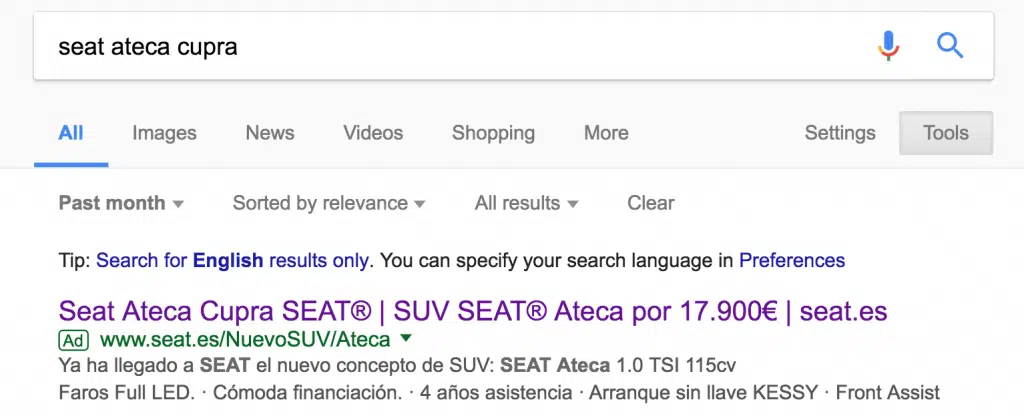 seat ateca cupra
All Images News Videos Shopping More Settings Tools
Past month Sorted by relevance All results Clear
Tip: Search for English results only. You can specify your search language in Preferences
Seat Ateca Cupra SEAT® | SUV SEAT® Ateca por 17.900€ | seat.es
Ad www.seat.es/NuevoSUV/Ateca
Ya ha llegado a SEAT el nuevo concepto de SUV: SEAT Ateca 1.0 TSI 115cv
Faros Full LED. · Cómoda financiación. · 4 años asistencia · Arranque sin llave KESSY · Front Assist